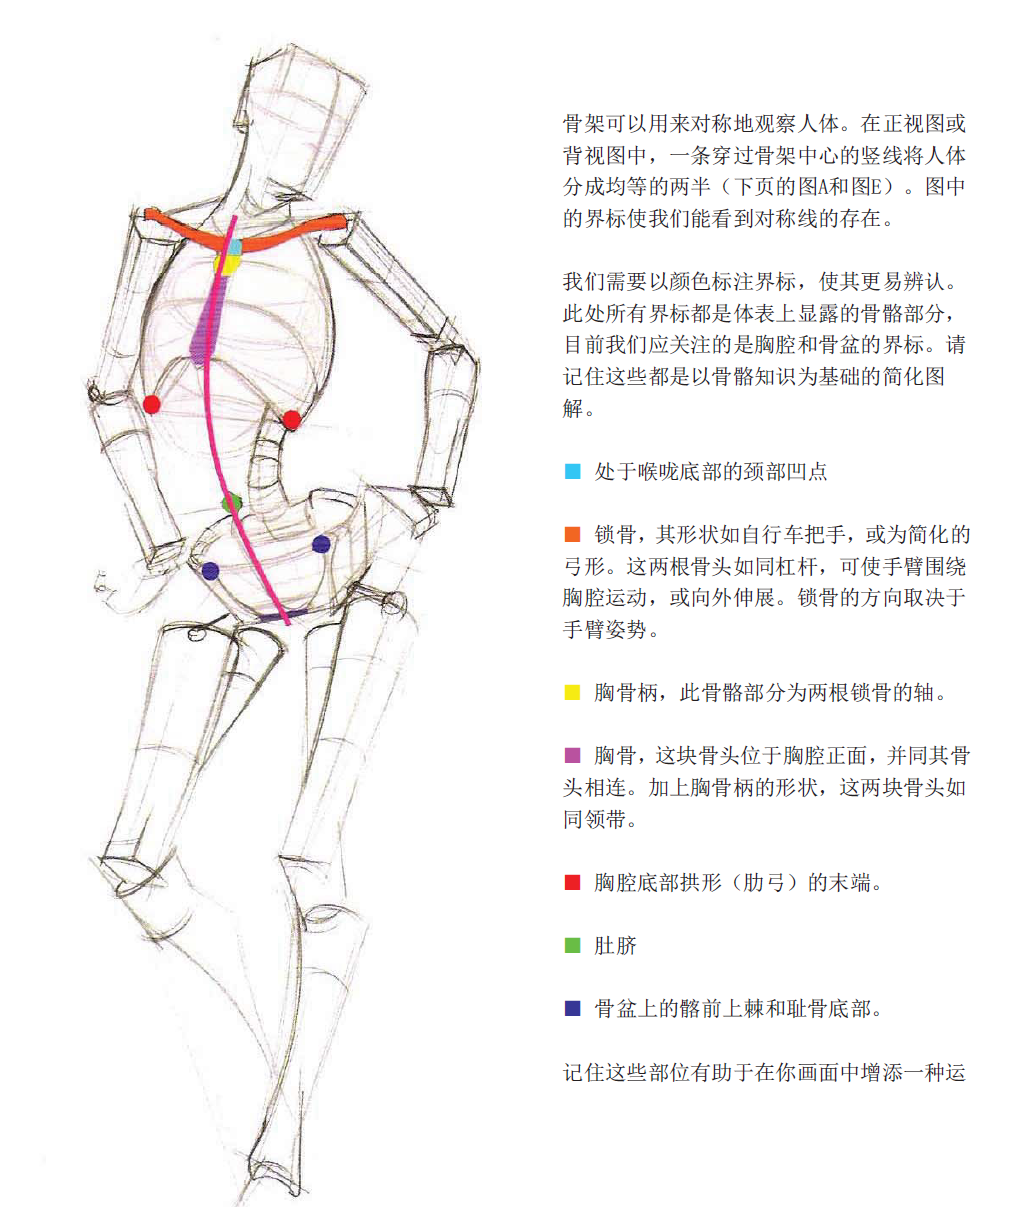 骨架可以用来对称地观察人体。在正视图或
背视图中，一条穿过骨架中心的竖线将人体
分成均等的两半（下页的图A和图E）。图中
的界标使我们能看到对称线的存在。
我们需要以颜色标注界标，使其更易辨认。
此处所有界标都是体表上显露的骨骼部分，
目前我们应关注的是胸腔和骨盆的界标。请
记住这些都是以骨骼知识为基础的简化图
解。
处于喉咙底部的颈部凹点
锁骨，其形状如自行车把手，或为简化的
弓形。这两根骨头如同杠杆，可使手臂围绕
胸腔运动，或向外伸展。锁骨的方向取决于
手臂姿势。
胸骨柄，此骨骼部分为两根锁骨的轴。
胸骨，这块骨头位于胸腔正面，并同其骨
头相连。加上胸骨柄的形状，这两块骨头如
同领带。
胸腔底部拱形（肋弓）的末端。
肚脐
骨盆上的髂前上棘和耻骨底部。
记住这些部位有助于在你画面中增添一种运